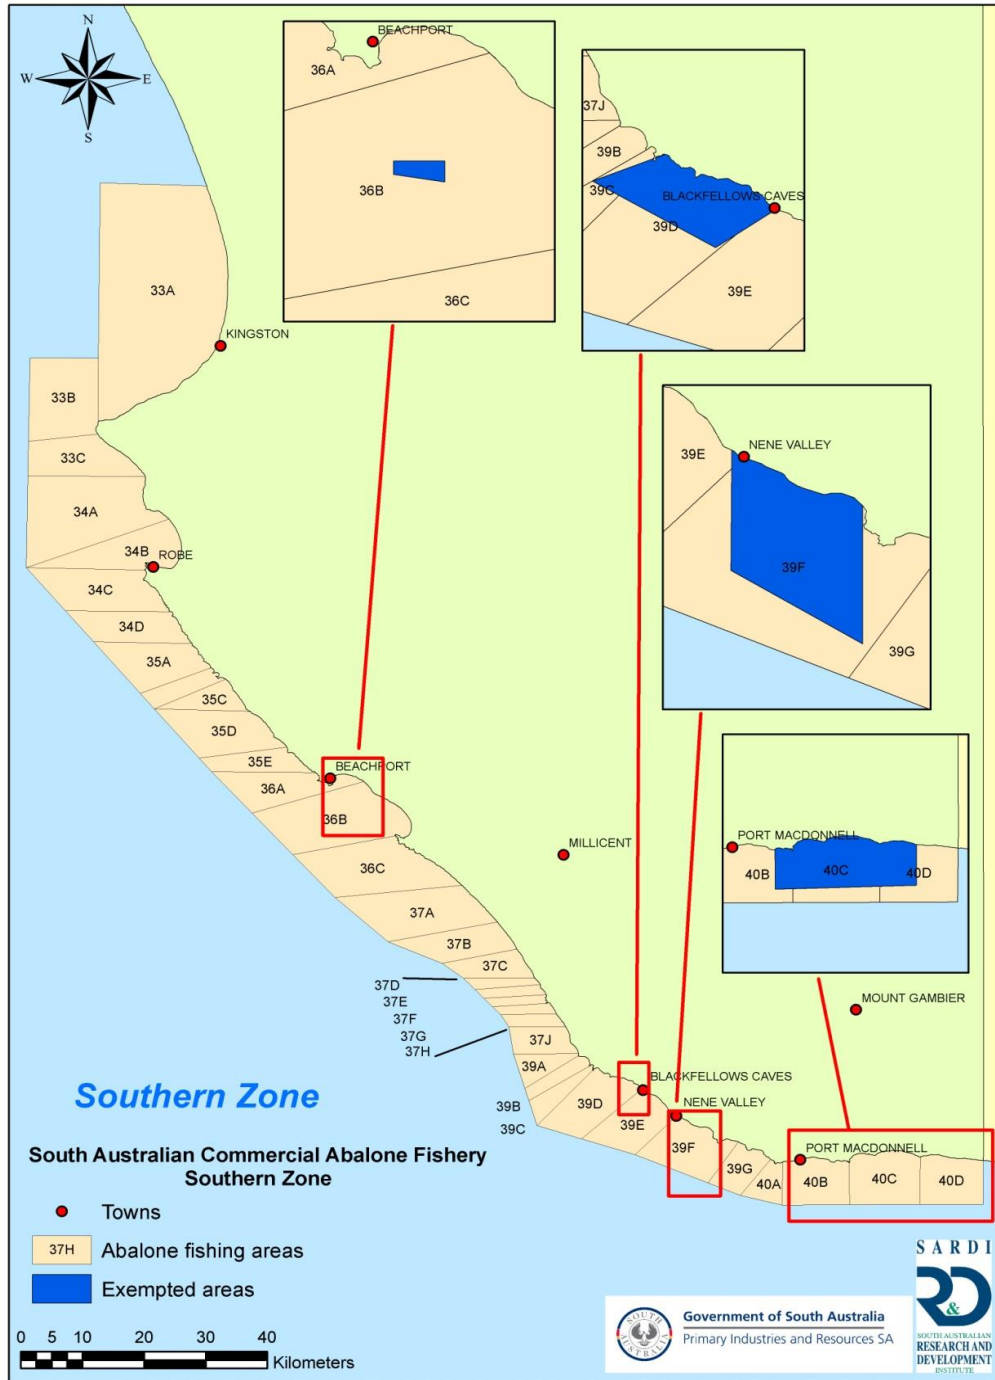 N
W
E
S
BEACHPORT
36A
36B
36C
37J
39B
39C
BLACKFELLOWS CAVES
39D
39E
33A
KINGSTON
33B
33C
34A
34B
ROBE
34C
34D
35A
35C
35D
35E
36A
BEACHPORT
36B
36C
NENE VALLEY
39E
39F
39G
MILLICENT
PORT MACDONNELL
40B
40C
40D
37A
37B
37C
37D
37E
37F
37G
37H
37J
39A
39B
39C
39D
39E
MOUNT GAMBIER
BLACKFELLOWS CAVES
NENE VALLEY
39F
39G
40A
PORT MACDONNELL
40B
40C
40D
Southern Zone
South Australian Commercial Abalone Fishery
Southern Zone
Towns
37H Abalone fishing areas
Exempted areas
0 5 10 20 30 40
Kilometers
SOUTH AUSTRALIA
Government of South Australia
Primary Industries and Resources SA
SARDI
R&D
SOUTH AUSTRALIAN
RESEARCH AND
DEVELOPMENT
INSTITUTE